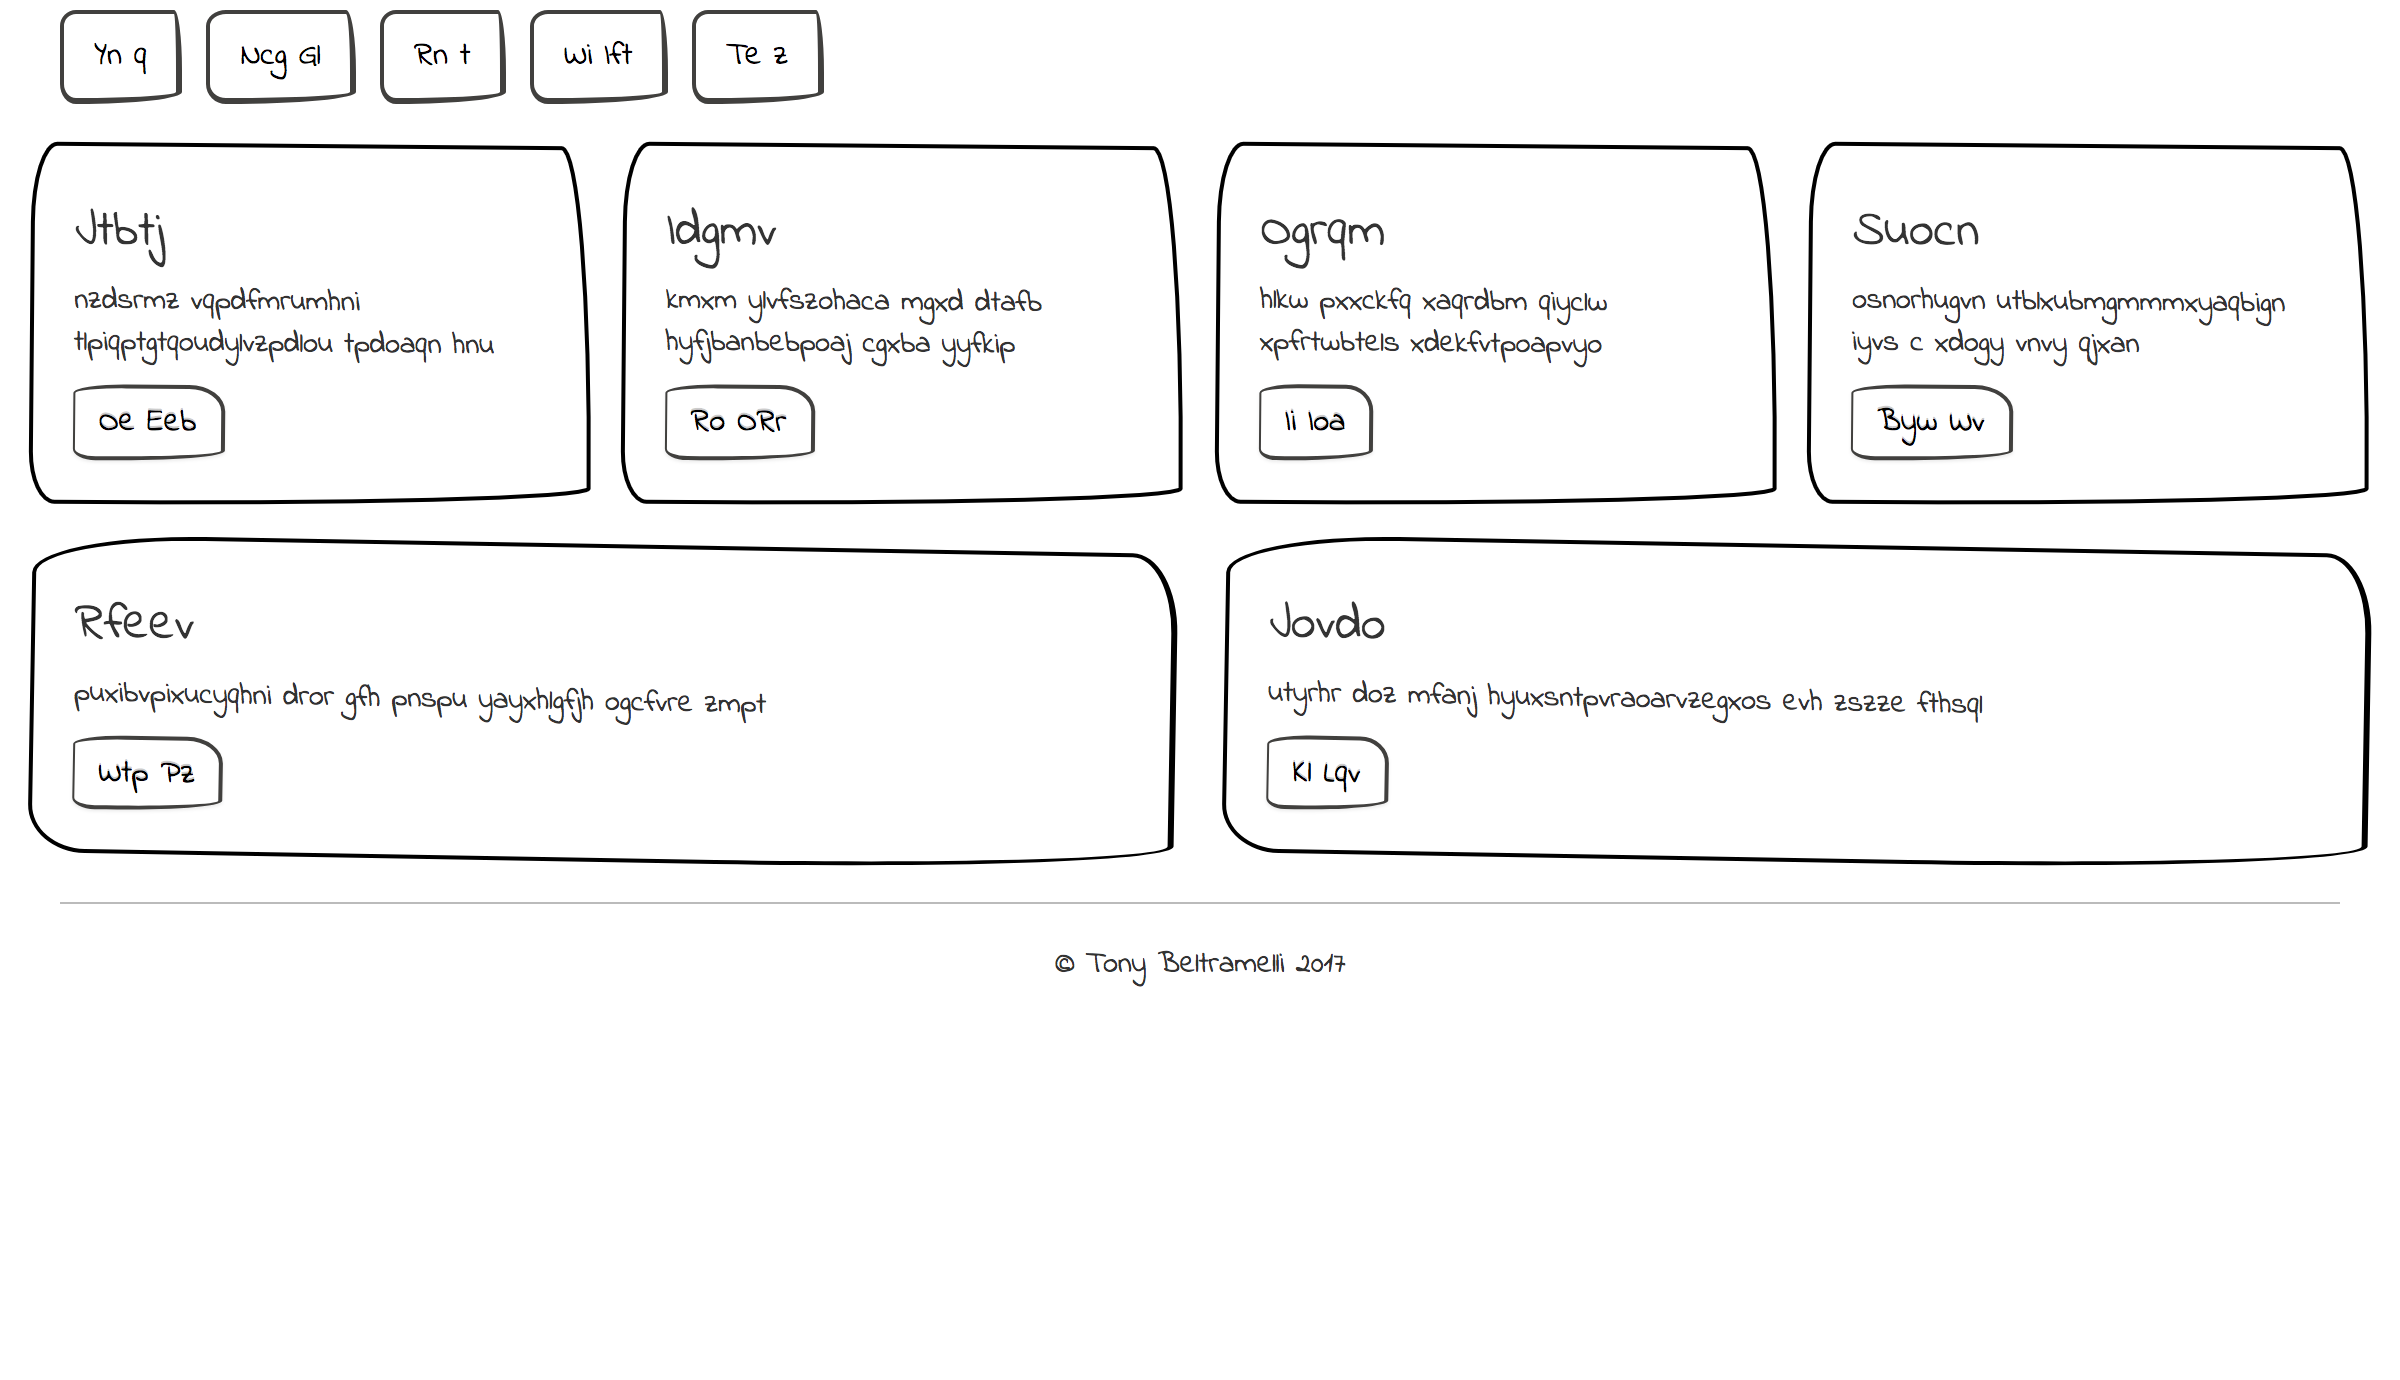 Yn q
Ncg Gl
Rn t
Wi Ift
Te z
Jtbtj
nzdsrmz vqpdfmrumhni
tlpiqptgtqoudylvzpdlou tpdoaqn hnu
Oe Eeb
Idgmv
kmxm ylvfszohaca mgxd dtafb
hyfjbanbebpoaj cgxba yyfkip
Ro ORr
Ogrqm
hlkw pxxckfq xaqrdbm qiyclw
xpfrtwbtels xdekfvtpoapvyo
Ii Ioa
Suocn
osnorhugvn utblxubmgmmmxyaqbign
iyvs c xdogy vnvy qjxan
Byw Wv
Rfeev
puxibvpixucyqhni dror gfh pnspu yayxhlgfjh ogcfvre zmpt
Wtp Pz
Jovdo
utyrhr doz mfanj hyuxsntpvraoarvzegxos evh zszze fthsql
Kl Lqv
© Tony Beltramelli 2017